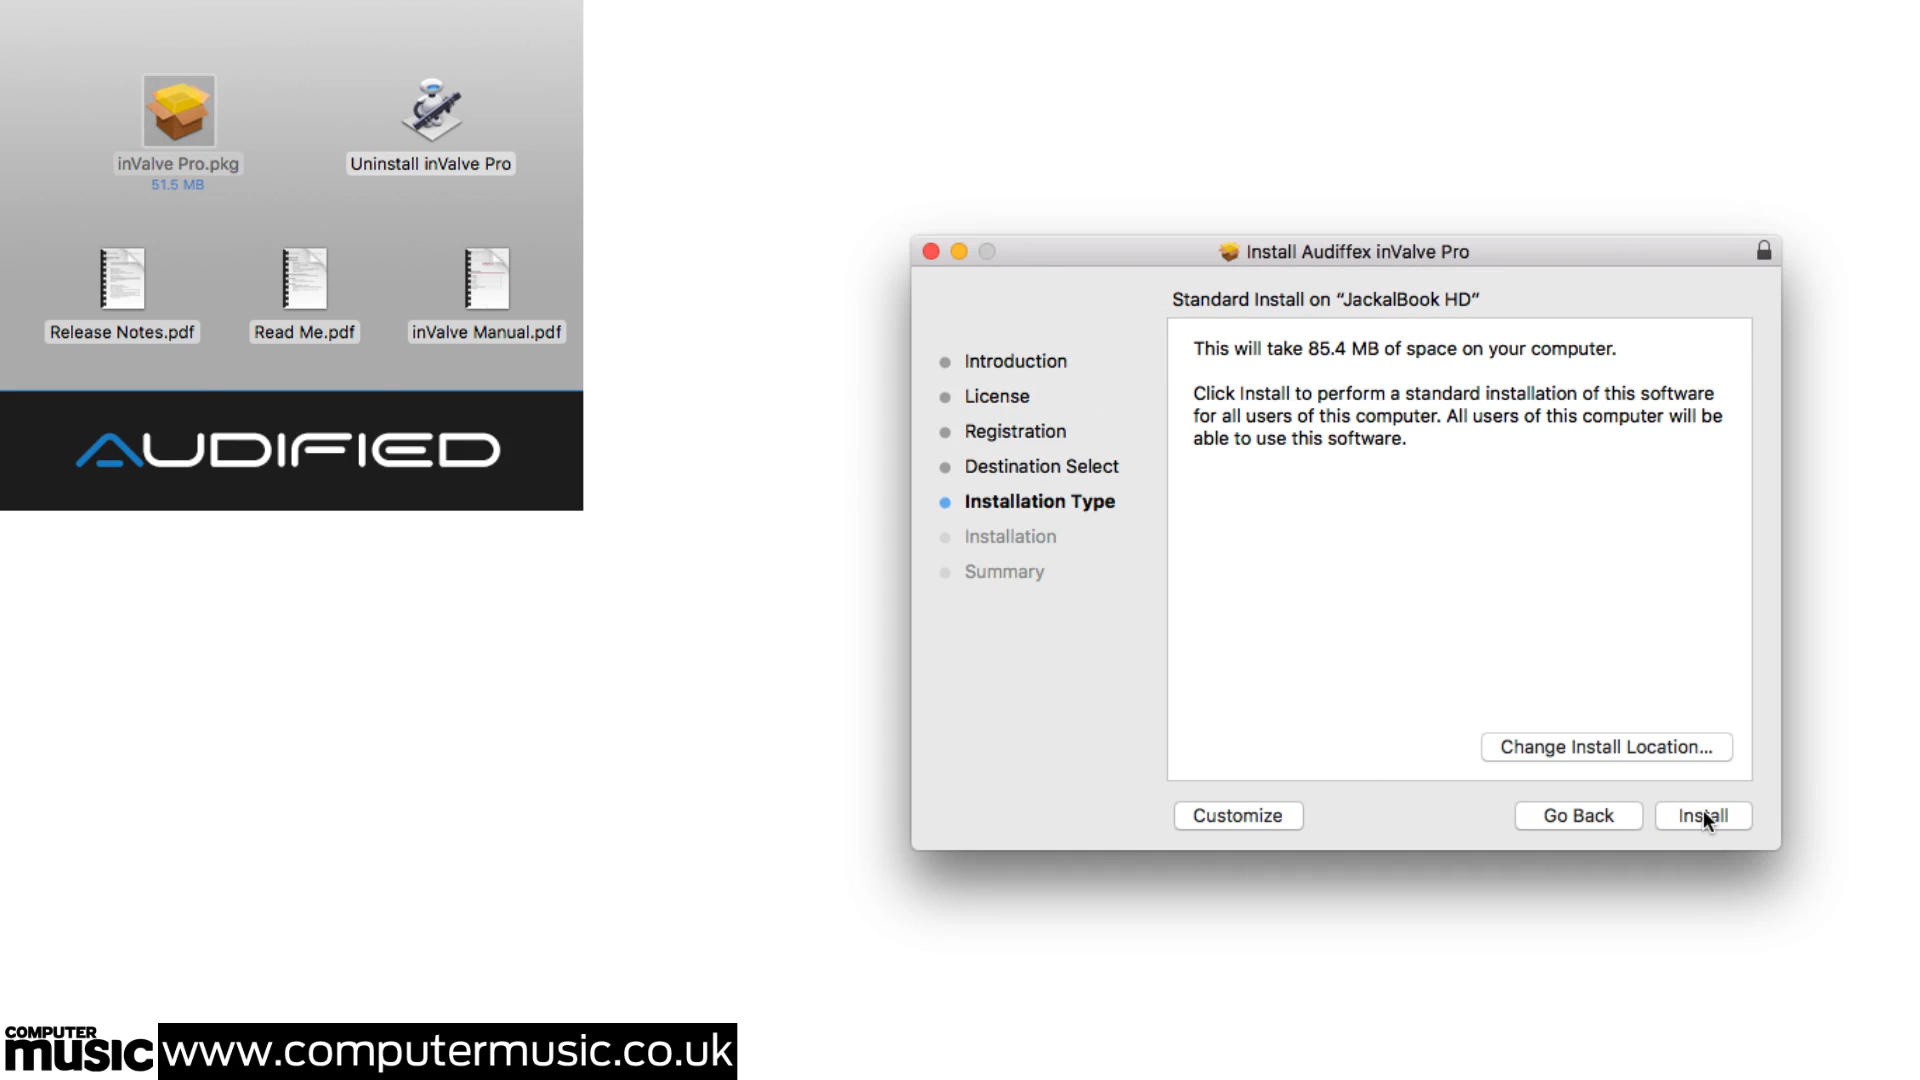 inValve Pro.pkg
51.5 MB
Uninstall inValve Pro
Release Notes.pdf
Read Me.pdf
inValve Manual.pdf
AUDIFIED
Install Audiffex inValve Pro
Standard Install on “JackalBook HD”
Introduction
License
Registration
Destination Select
Installation Type
Installation
Summary
This will take 85.4 MB of space on your computer.
Click Install to perform a standard installation of this software
for all users of this computer. All users of this computer will be
able to use this software.
Change Install Location...
Customize
Go Back
Install
COMPUTER
music
www.computermusic.co.uk